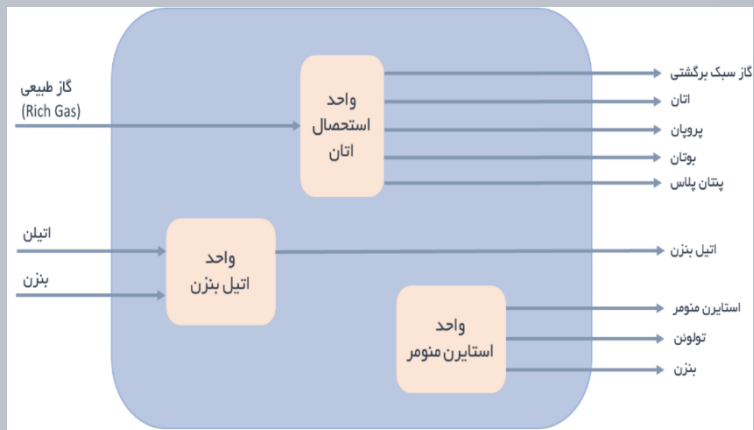 گاز طبیعی
(Rich Gas)
واحد
استحصال
اتان
گاز سبک برگشتی
اتان
پروپان
بوتان
پنتان پلاس
اتیلن
بنزن
واحد
اتیل بنزن
اتیل بنزن
واحد
استایرن منومر
استایرن منومر
تولوئن
بنزن